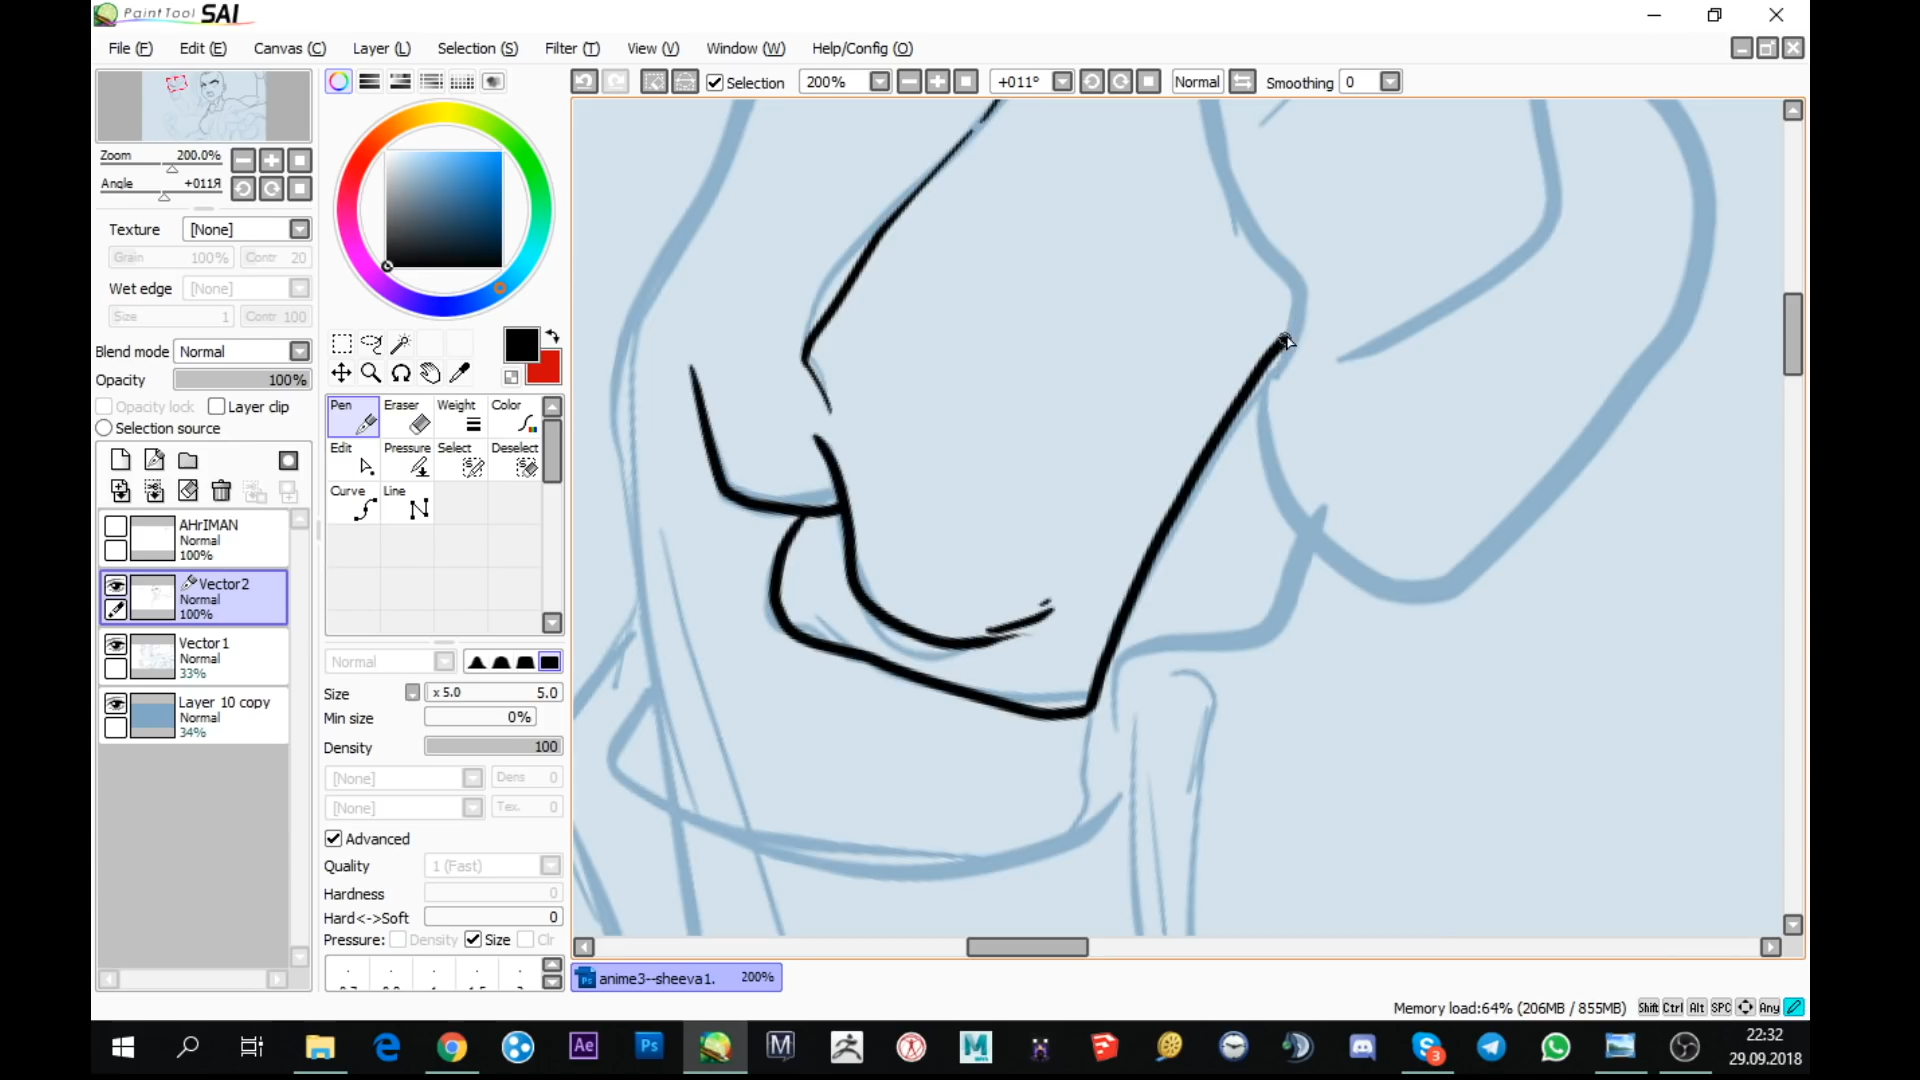 PaintTool SAI
File (F) Edit (E) Canvas (C) Layer (L) Selection (S) Filter (T) View (V) Window (W) Help/Config (O)
Selection 200% +011° Normal Smoothing 0
Zoom 200.0%
Angle +011Я
Texture [None]
Grain 100% Contr 20
Wet edge [None]
Size 1 Contr 100
Blend mode Normal
Opacity 100%
Opacity lock Layer clip
Selection source
AHrIMAN
Normal
100%
Vector2
Normal
100%
Vector1
Normal
33%
Layer 10 copy
Normal
34%
Pen Eraser Weight Color
Edit Pressure Select Deselect
Curve Line
Normal
Size x 5.0 5.0
Min size 0%
Density 100
[None] Dens 0
[None] Tex. 0
Advanced
Quality 1 (Fast)
Hardness 0
Hard<->Soft 0
Pressure: Density Size Clr
anime3--sheeva1. 200%
Memory load:64% (206MB / 855MB) Shift Ctrl Alt SPC Any
Ae Ps M M 3
22:32
29.09.2018